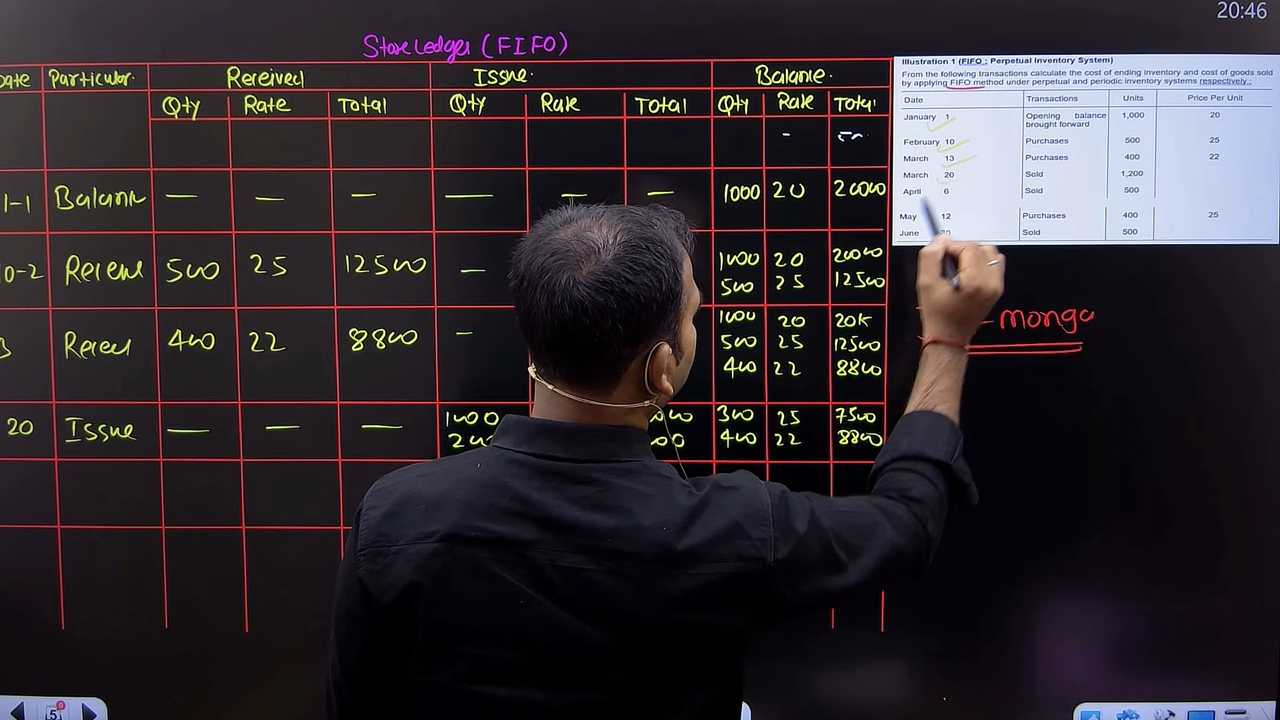 20:46
Store Ledger (FIFO)
Date Particular Received Issue Balance
Qty Rate Total Qty Rate Total Qty Rate Total
1-1 Balance — — — — — — 1000 20 20000
10-2 Receive 500 25 12500 — 1000 20 20000
500 25 12500
3 Receive 400 22 8800 — 1000 20 20K
500 25 12500
400 22 8800
20 Issue — — — 1000 300 25 7500
400 22 8800
Illustration 1 (FIFO ; Perpetual Inventory System)
From the following transactions calculate the cost of ending inventory and cost of goods sold
by applying FIFO method under perpetual and periodic inventory systems respectively :
Date Transactions Units Price Per Unit
January 1 Opening balance brought forward 1,000 20
February 10 Purchases 500 25
March 13 Purchases 400 22
March 20 Sold 1,200
April 6 Sold 500
May 12 Purchases 400 25
June Sold 500
5